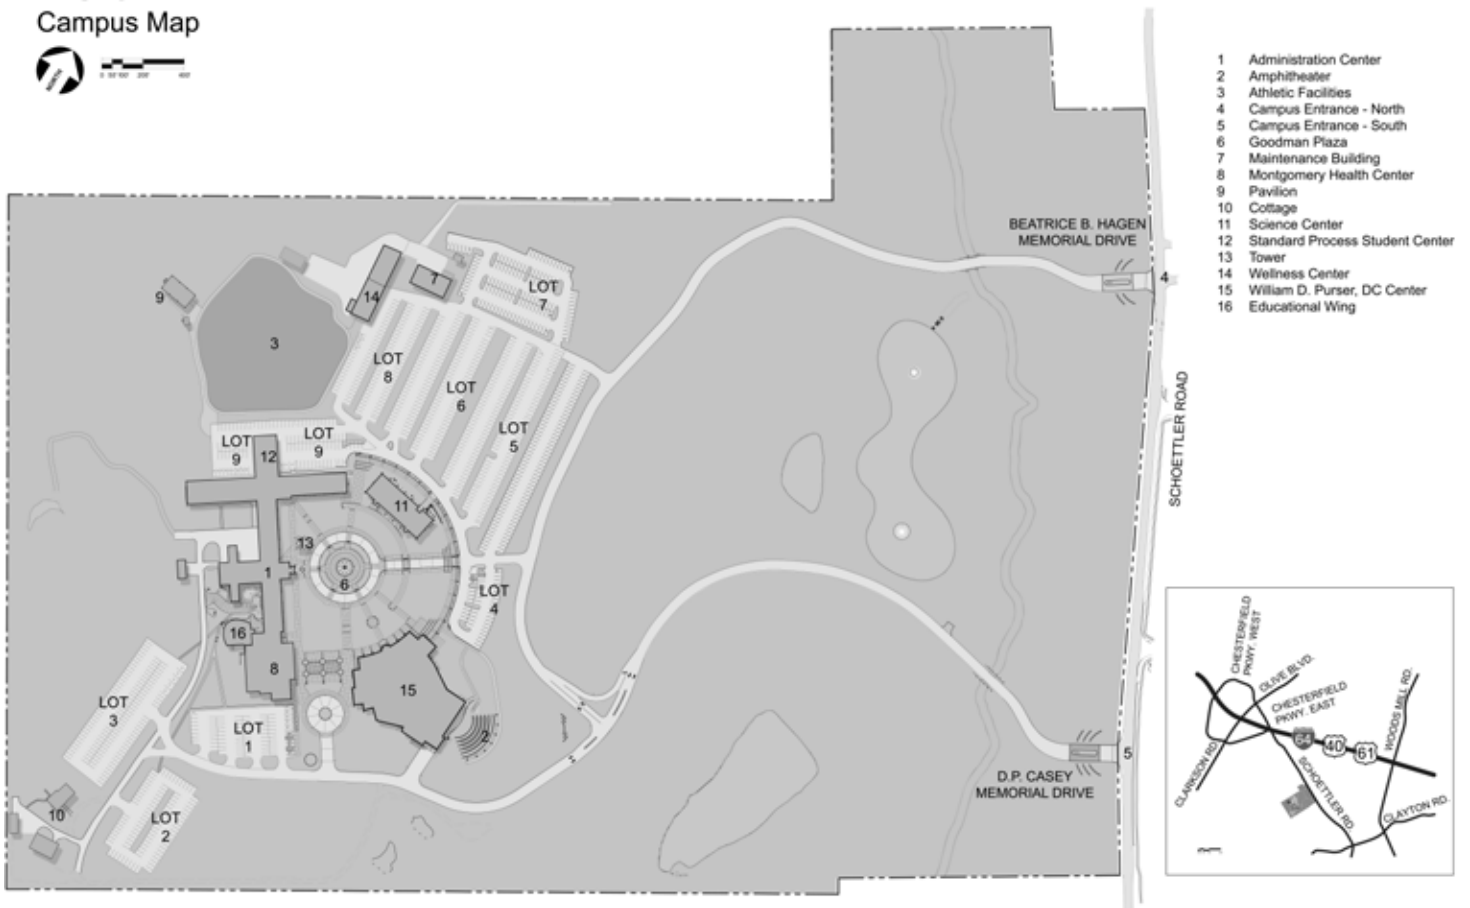 Campus Map
NORTH
0 50' 100' 200' 400'
1 Administration Center
2 Amphitheater
3 Athletic Facilities
4 Campus Entrance - North
5 Campus Entrance - South
6 Goodman Plaza
7 Maintenance Building
8 Montgomery Health Center
9 Pavilion
10 Cottage
11 Science Center
12 Standard Process Student Center
13 Tower
14 Wellness Center
15 William D. Purser, DC Center
16 Educational Wing
BEATRICE B. HAGEN
MEMORIAL DRIVE
4
9
14
7
LOT
7
3
LOT
8
LOT
6
LOT
5
LOT
9
LOT
9
12
11
SCHOETTLER ROAD
13
1
6
LOT
4
16
8
15
LOT
3
LOT
1
2
10
LOT
2
5
D.P. CASEY
MEMORIAL DRIVE
CHESTERFIELD
PKWY. WEST
OLIVE BLVD.
CHESTERFIELD
PKWY. EAST
WOODS MILL RD.
64
40
61
CLARKSON RD.
SCHOETTLER RD.
CLAYTON RD.